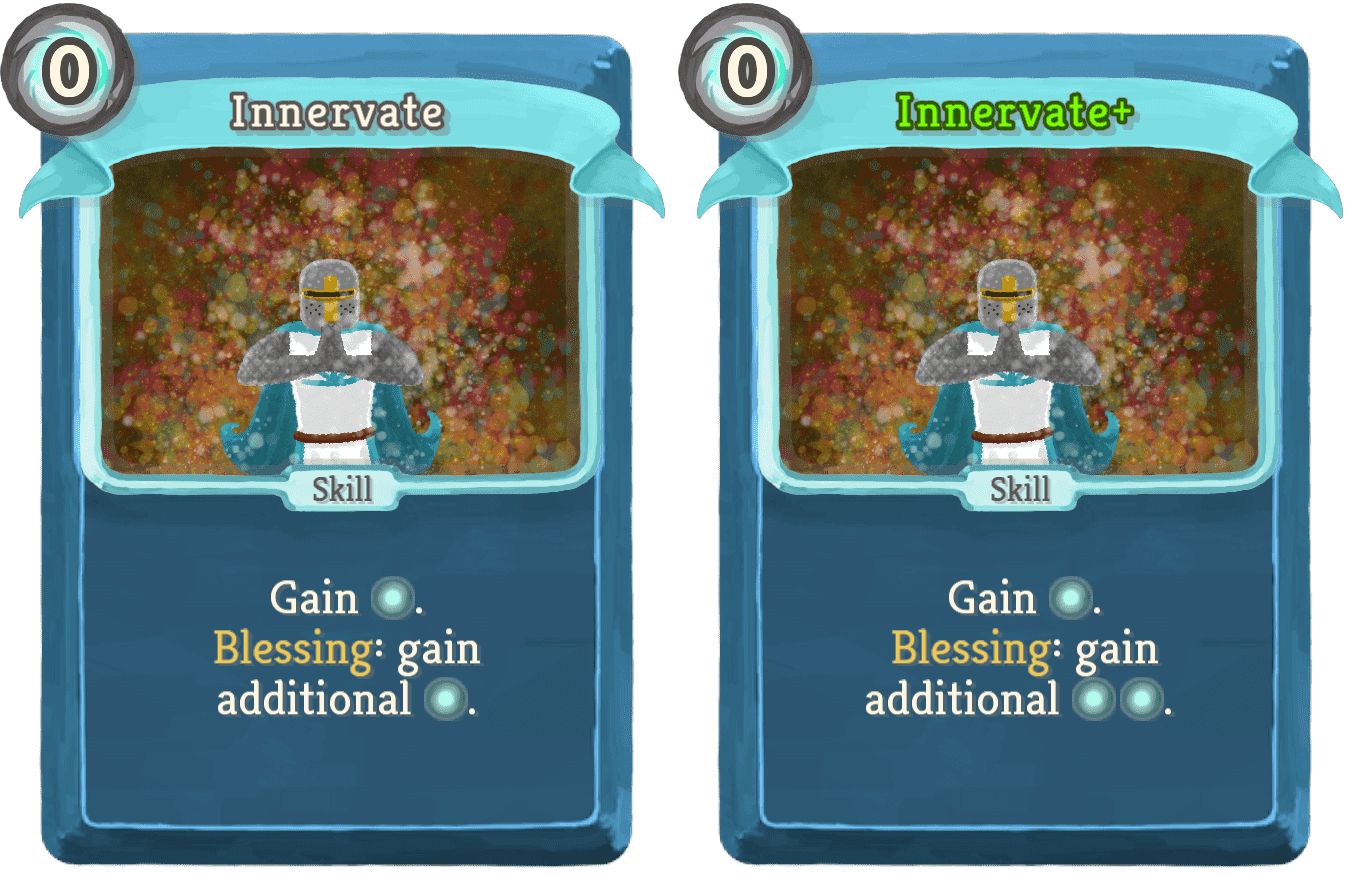 0
Innervate
Skill
Gain .
Blessing: gain
additional .
0
Innervate+
Skill
Gain .
Blessing: gain
additional .